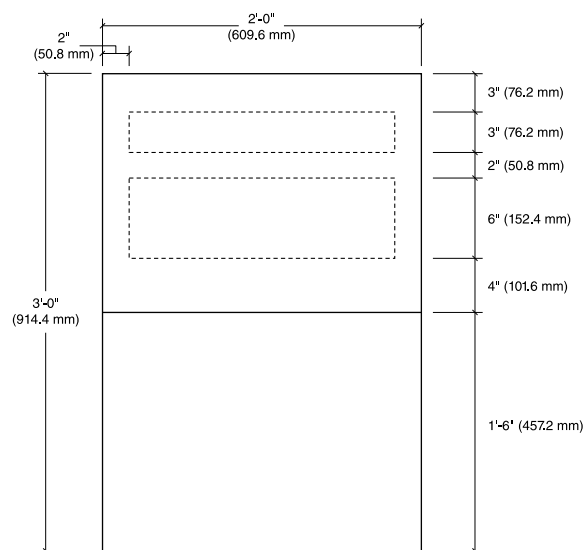 2'-0"
(609.6 mm)
2"
(50.8 mm)
3" (76.2 mm)
3" (76.2 mm)
2" (50.8 mm)
6" (152.4 mm)
4" (101.6 mm)
3'-0"
(914.4 mm)
1'-6" (457.2 mm)